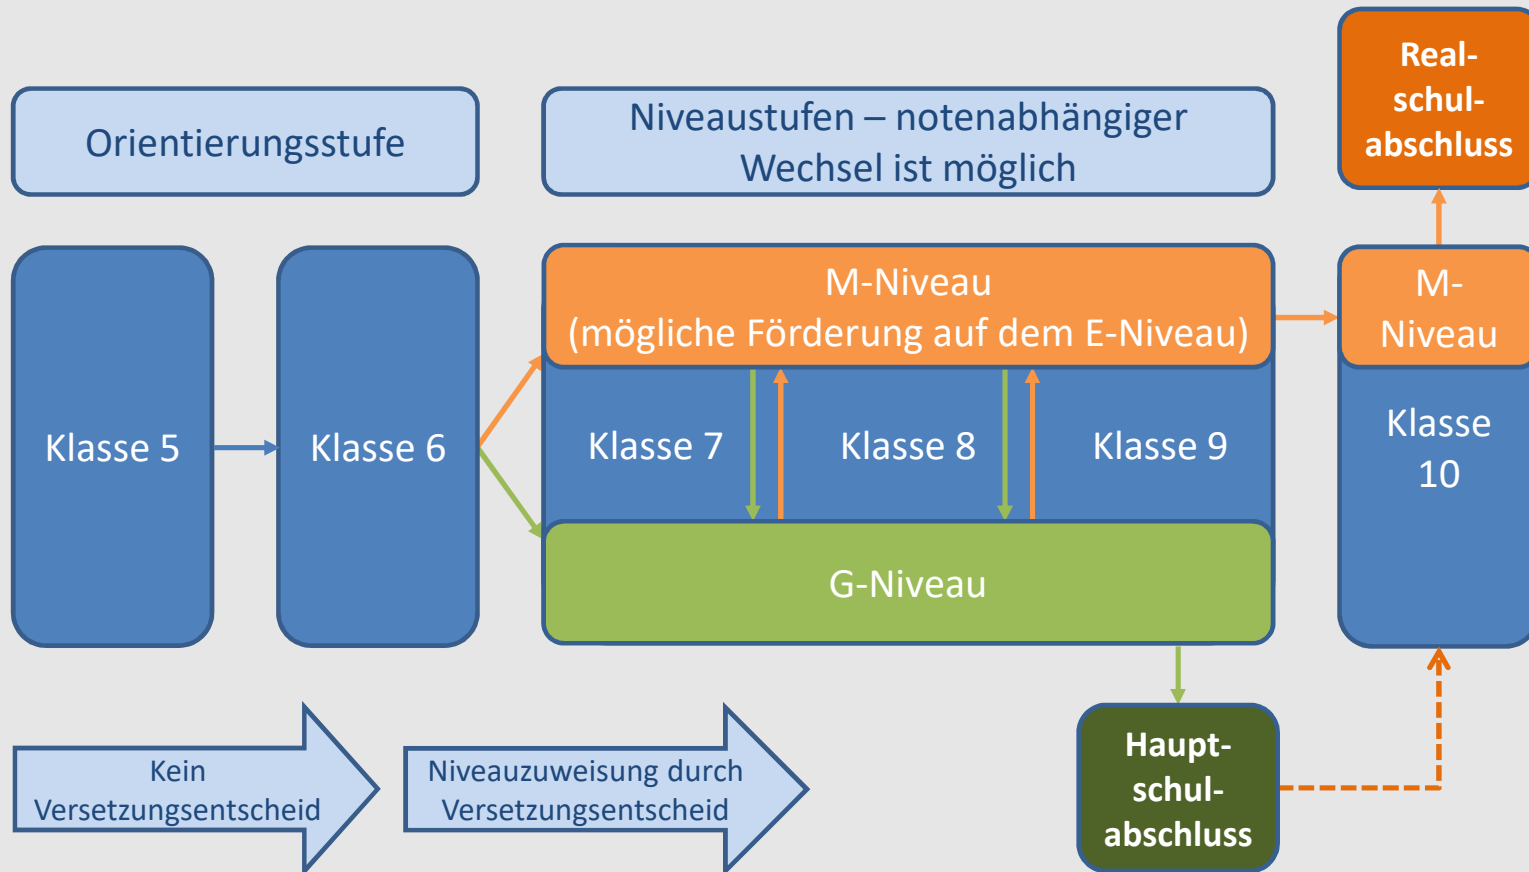 Orientierungsstufe
Niveaustufen – notenabhängiger
Wechsel ist möglich
Real-
schul-
abschluss
Klasse 5
Klasse 6
M-Niveau
(mögliche Förderung auf dem E-Niveau)
Klasse 7
Klasse 8
Klasse 9
G-Niveau
M-
Niveau
Klasse
10
Kein
Versetzungsentscheid
Niveauzuweisung durch
Versetzungsentscheid
Haupt-
schul-
abschluss